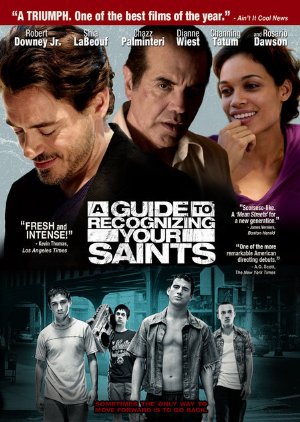 "A TRIUMPH. One of the best films of the year." - Ain't It Cool News
Robert Downey Jr.
Shia LaBeouf
Chazz Palminteri
Dianne Wiest
Channing Tatum
and Rosario Dawson
A GUIDE TO
RECOGNIZING
YOUR
SAINTS
"FRESH and
INTENSE!"
- Kevin Thomas,
Los Angeles Times
"Scorsese-like.
A 'Mean Streets' for
a new generation."
- James Verniere,
Boston Herald
"One of the more
remarkable American
directing debuts."
- A.O. Scott,
The New York Times
SOMETIMES THE ONLY WAY TO
MOVE FORWARD IS TO GO BACK.